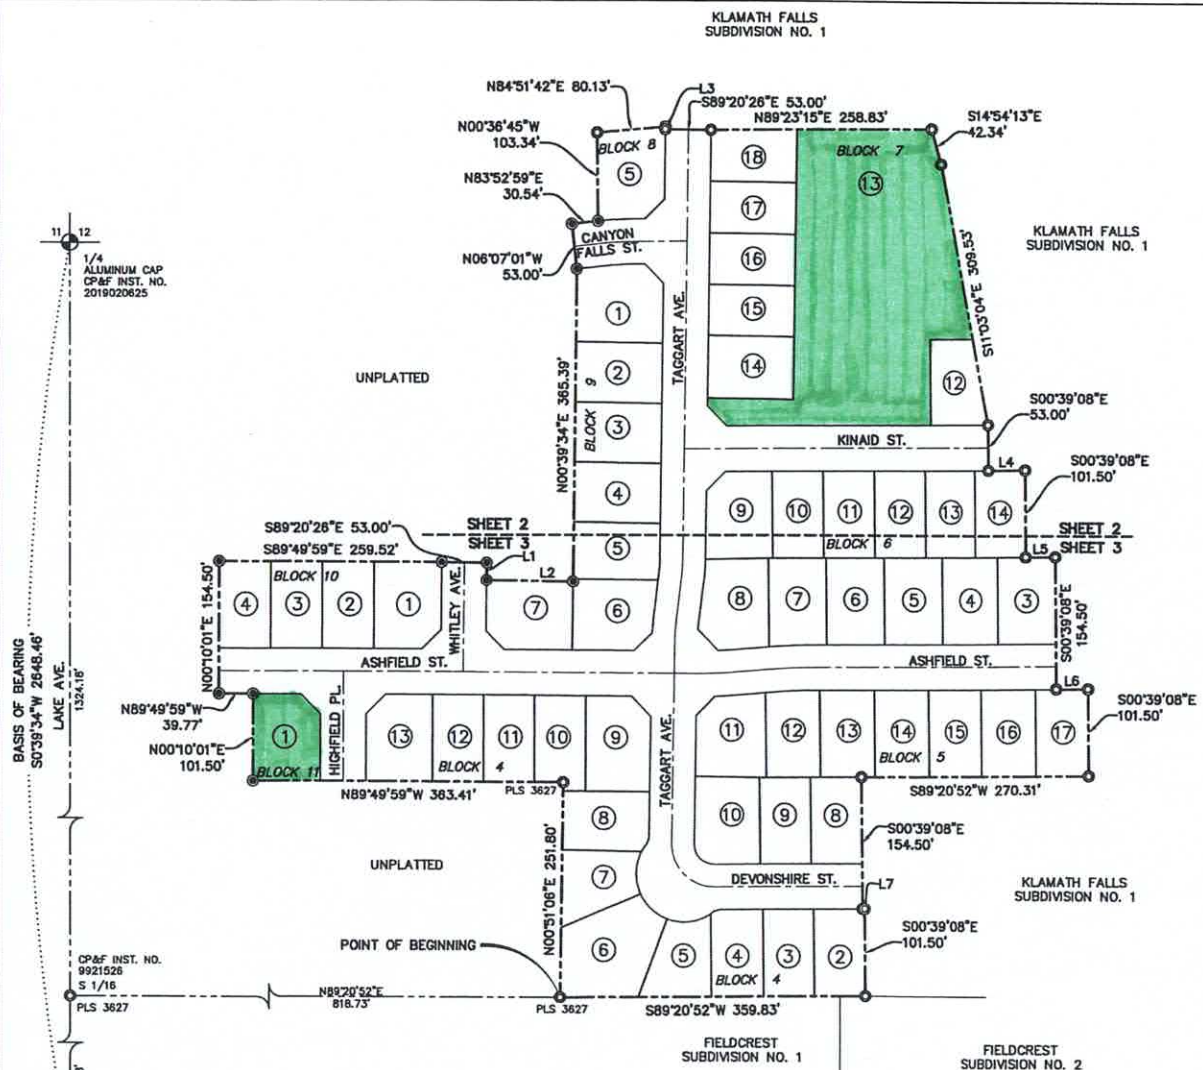 KLAMATH FALLS
SUBDIVISION NO. 1
N84°51'42"E 80.13'
L3
S89°20'26"E 53.00'
N89°23'15"E 258.83'
S14°54'13"E
42.34'
N00°36'45"W
103.34'
BLOCK 8
5
18
BLOCK 7
13
N83°52'59"E
30.54'
17
CANYON
FALLS ST.
KLAMATH FALLS
SUBDIVISION NO. 1
11 12
1/4
ALUMINUM CAP
CP&F INST. NO.
2019020625
N06°07'01"W
53.00'
16
S11°03'04"E 309.53'
1
15
TAGGART AVE.
UNPLATTED
2
14
12
N00°39'34"E 365.39'
BLOCK 9
3
S00°39'08"E
53.00'
KINAID ST.
4
L4
S00°39'08"E
101.50'
9
10
11
12
13
14
S89°20'26"E 53.00'
SHEET 2
SHEET 3
SHEET 2
SHEET 3
5
BLOCK 6
L5
S89°49'59"E 259.52'
L1
L2
BLOCK 10
4
3
2
1
WHITLEY AVE.
7
6
8
7
6
5
4
3
N00°10'01"E 154.50'
S00°39'08"E
154.50'
ASHFIELD ST.
ASHFIELD ST.
BASIS OF BEARING
S0°39'34"W 2648.46'
LAKE AVE.
1324.18'
L6
N89°49'59"W
39.77'
S00°39'08"E
101.50'
N00°10'01"E
101.50'
1
BLOCK 11
HIGHFIELD PL.
13
12
11
10
9
BLOCK 4
TAGGART AVE.
11
12
13
14
15
16
17
BLOCK 5
N89°49'59"W 363.41'
PLS 3627
S89°20'52"W 270.31'
8
10
9
8
S00°39'08"E
154.50'
UNPLATTED
N00°51'06"E 251.80'
7
DEVONSHIRE ST.
L7
KLAMATH FALLS
SUBDIVISION NO. 1
POINT OF BEGINNING
6
5
4
3
2
BLOCK 4
S00°39'08"E
101.50'
CP&F INST. NO.
9921526
S 1/16
PLS 3627
N89°20'52"E
818.73'
PLS 3627
S89°20'52"W 359.83'
FIELDCREST
SUBDIVISION NO. 1
FIELDCREST
SUBDIVISION NO. 2